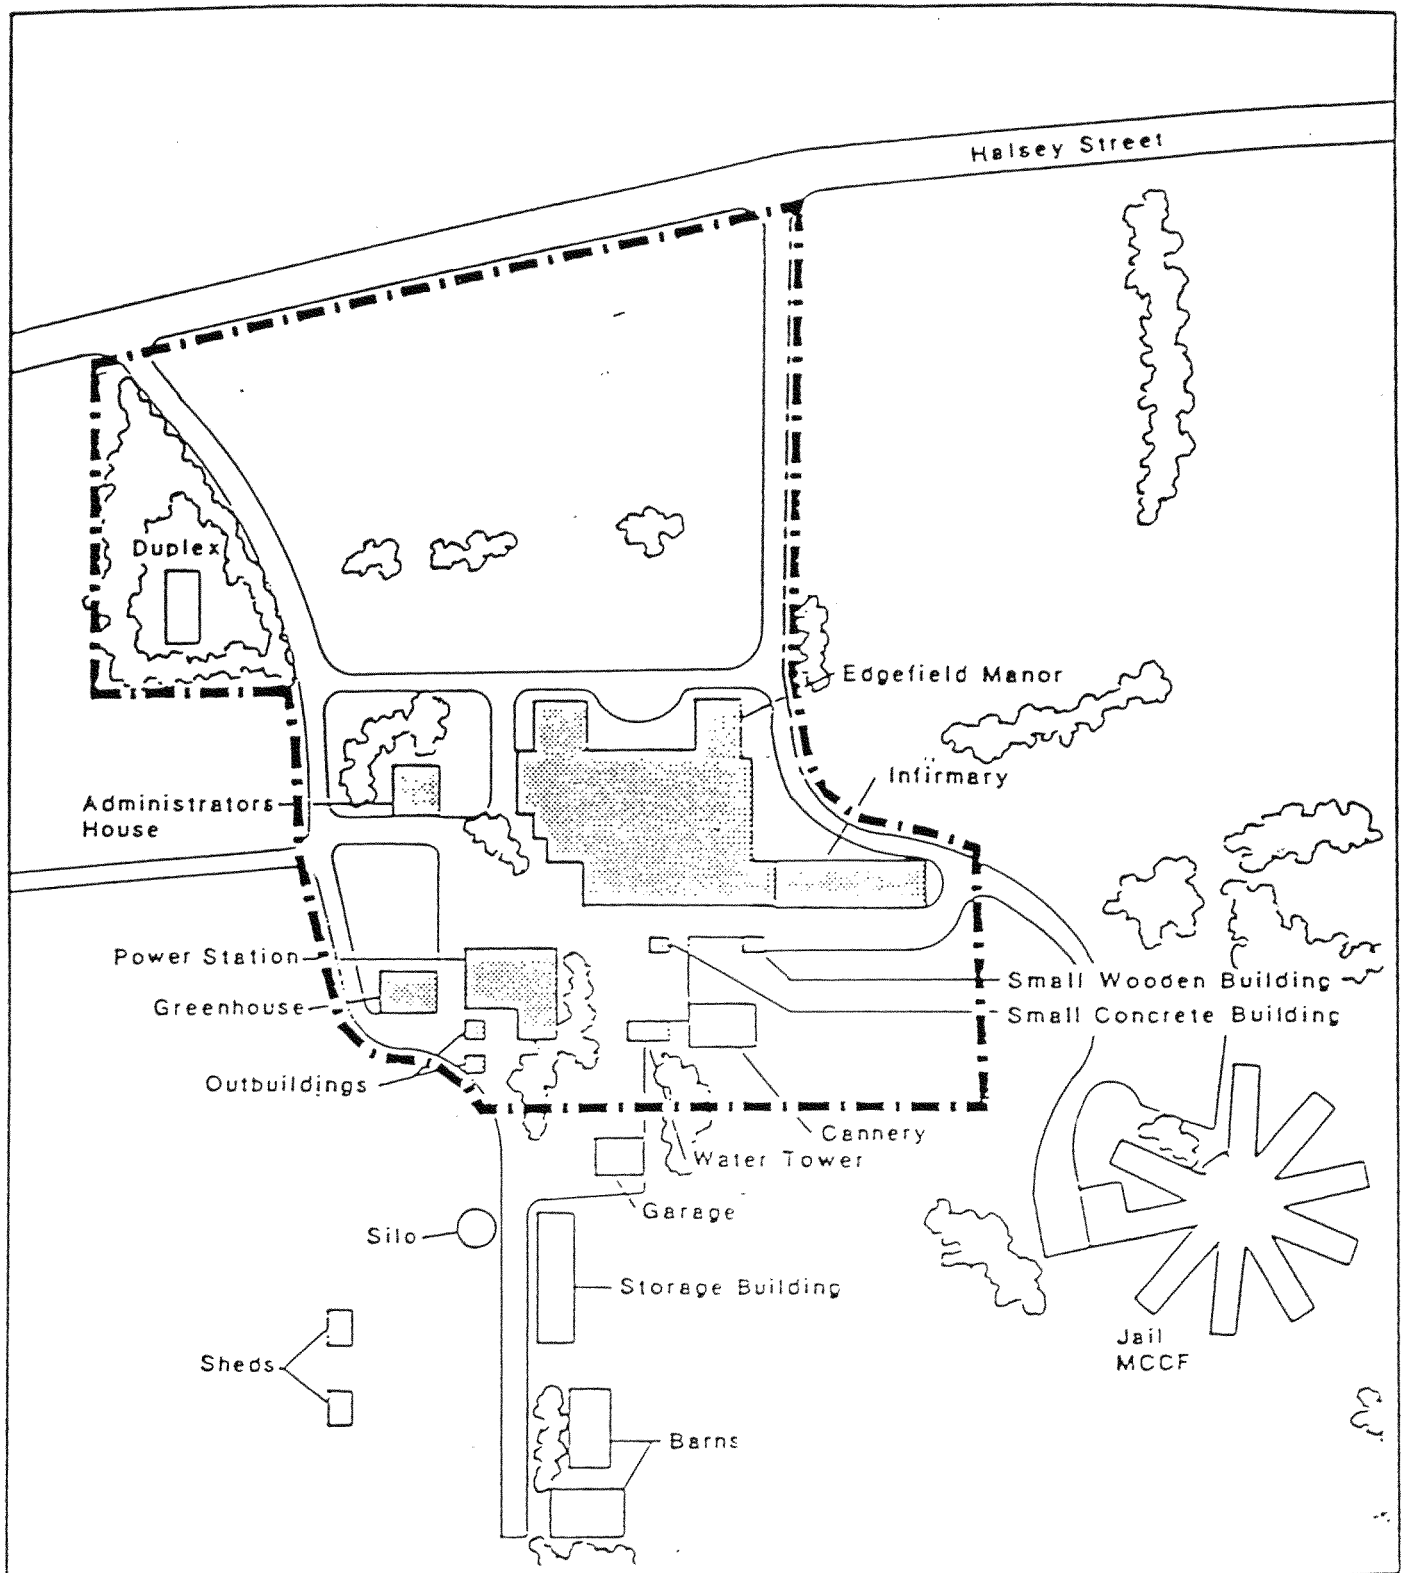 Halsey Street
Duplex
Edgefield Manor
Infirmary
Administrators
House
Power Station
Small Wooden Building
Greenhouse
Small Concrete Building
Outbuildings
Cannery
Water Tower
Garage
Silo
Storage Building
Jail
MCCF
Sheds
Barns